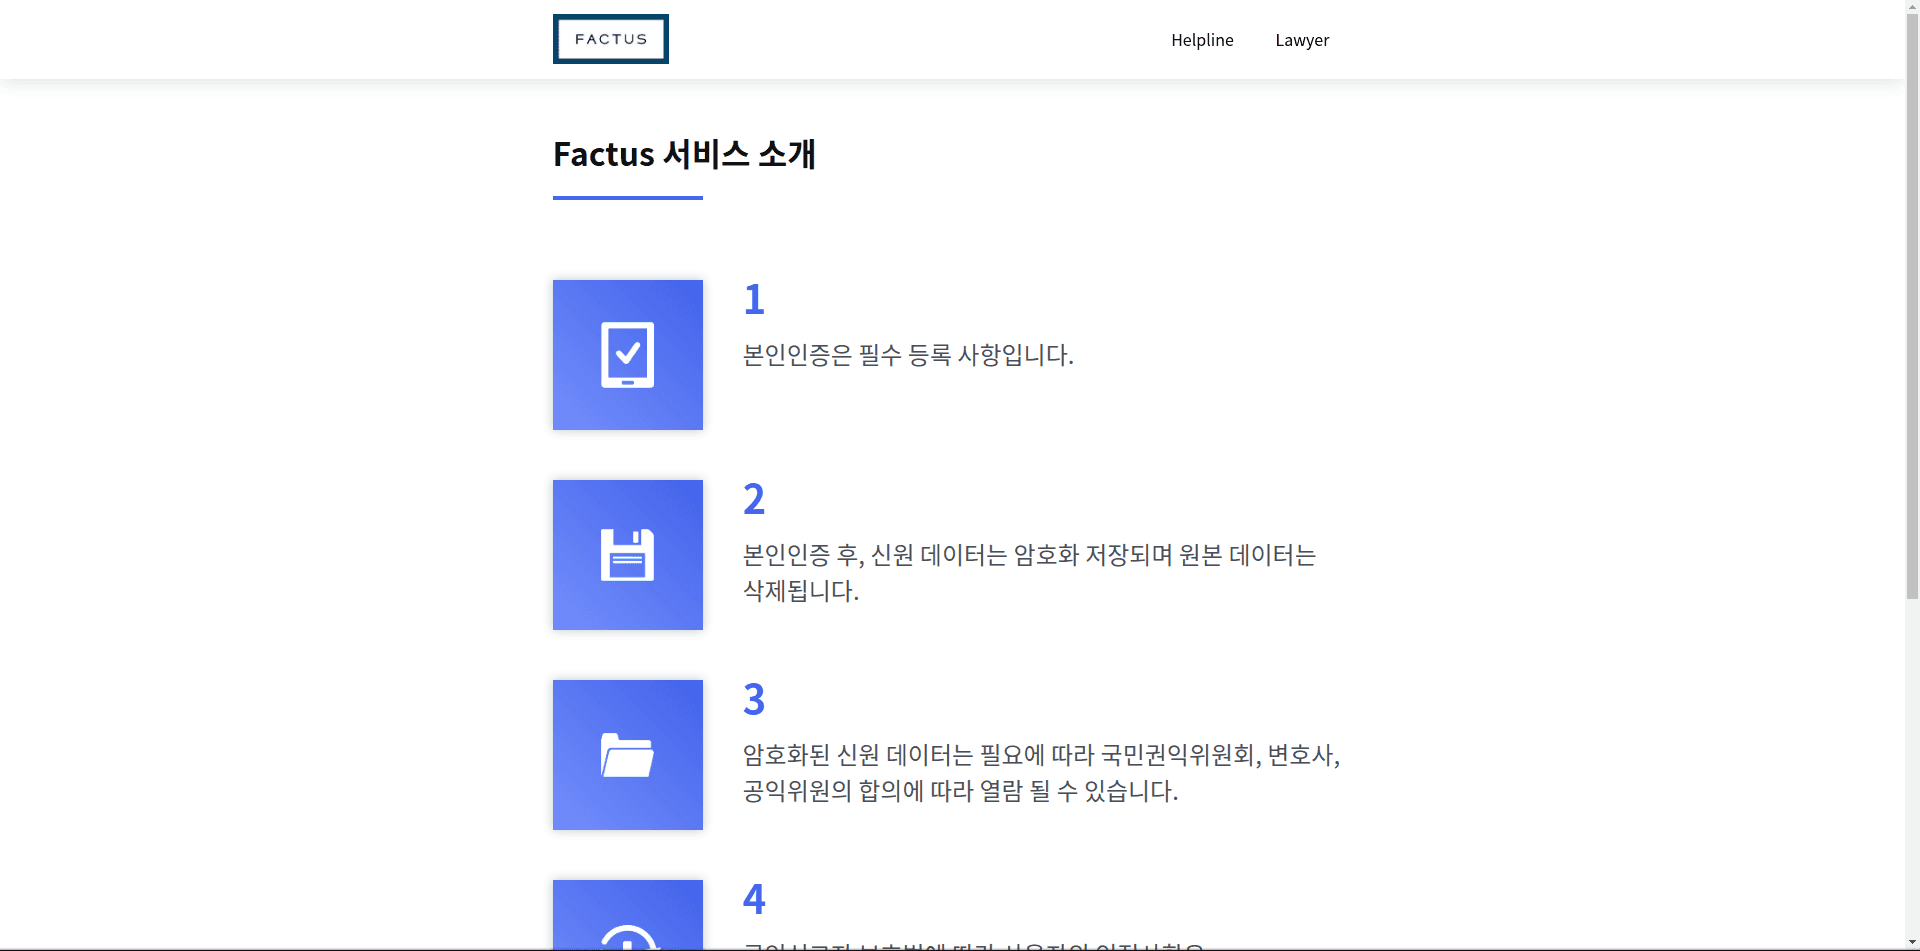 FACTUS
Helpline
Lawyer
Factus 서비스 소개
1
본인인증은 필수 등록 사항입니다.
2
본인인증 후, 신원 데이터는 암호화 저장되며 원본 데이터는
삭제됩니다.
3
암호화된 신원 데이터는 필요에 따라 국민권익위원회, 변호사,
공익위원의 합의에 따라 열람 될 수 있습니다.
4